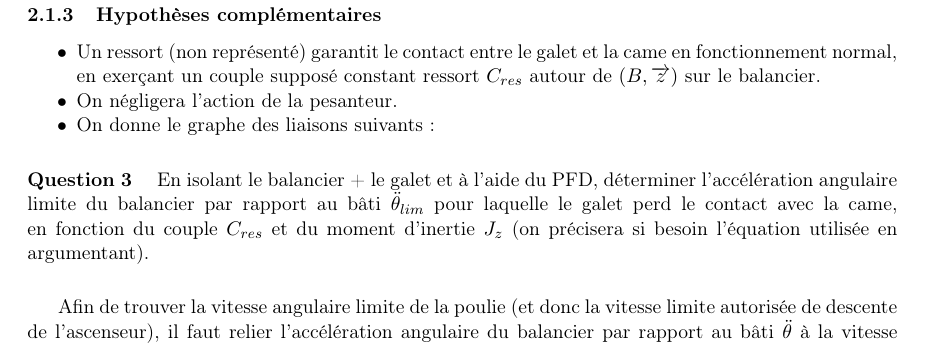 2.1.3 Hypothèses complémentaires
• Un ressort (non représenté) garantit le contact entre le galet et la came en fonctionnement normal,
en exerçant un couple supposé constant ressort C_res autour de (B, z⃗) sur le balancier.
• On négligera l'action de la pesanteur.
• On donne le graphe des liaisons suivants :
Question 3 En isolant le balancier + le galet et à l'aide du PFD, déterminer l'accélération angulaire
limite du balancier par rapport au bâti θ̈_lim pour laquelle le galet perd le contact avec la came,
en fonction du couple C_res et du moment d'inertie J_z (on précisera si besoin l'équation utilisée en
argumentant).
Afin de trouver la vitesse angulaire limite de la poulie (et donc la vitesse limite autorisée de descente
de l'ascenseur), il faut relier l'accélération angulaire du balancier par rapport au bâti θ̈ à la vitesse